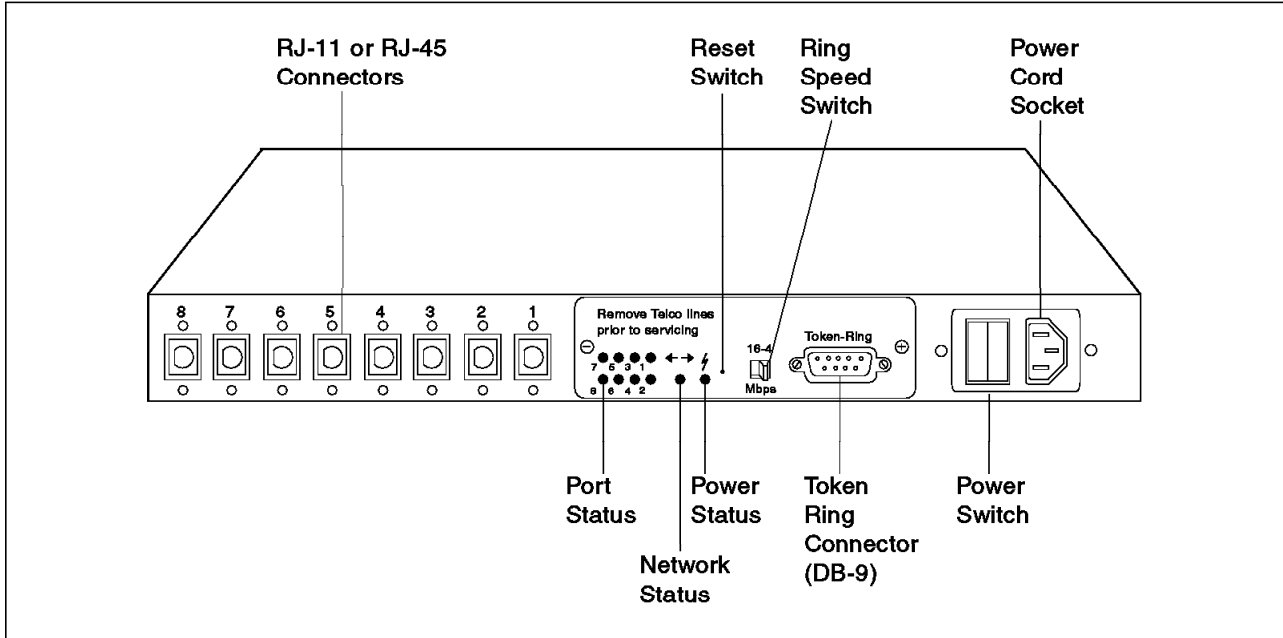 RJ-11 or RJ-45
Connectors
Reset
Switch
Ring
Speed
Switch
Power
Cord
Socket
8 7 6 5 4 3 2 1
Remove Telco lines
prior to servicing
7 5 3 1
8 6 4 2
16-4
Mbps
Token-Ring
Port
Status
Power
Status
Network
Status
Token
Ring
Connector
(DB-9)
Power
Switch